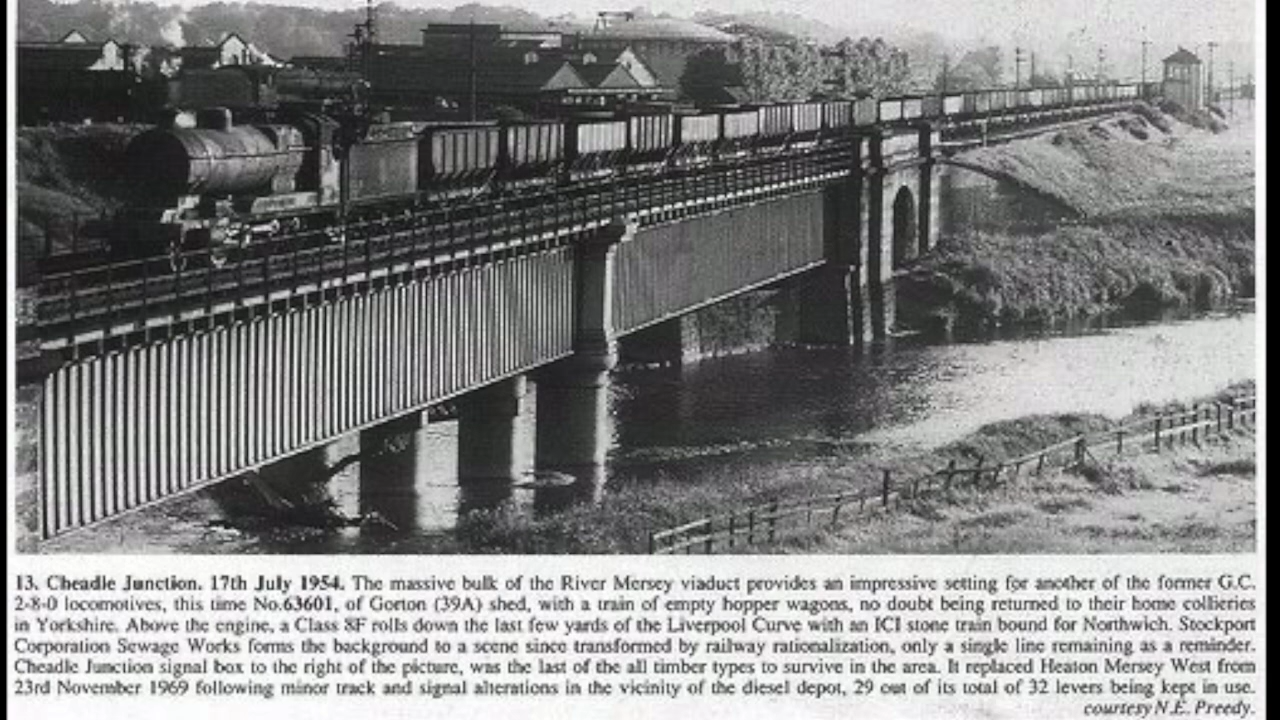 13. Cheadle Junction. 17th July 1954. The massive bulk of the River Mersey viaduct provides an impressive setting for another of the former G.C.
2-8-0 locomotives, this time No.63601, of Gorton (39A) shed, with a train of empty hopper wagons, no doubt being returned to their home collieries
in Yorkshire. Above the engine, a Class 8F rolls down the last few yards of the Liverpool Curve with an ICI stone train bound for Northwich. Stockport
Corporation Sewage Works forms the background to a scene since transformed by railway rationalization, only a single line remaining as a reminder.
Cheadle Junction signal box to the right of the picture, was the last of the all timber types to survive in the area. It replaced Heaton Mersey West from
23rd November 1969 following minor track and signal alterations in the vicinity of the diesel depot, 29 out of its total of 32 levers being kept in use.
courtesy N.E. Preedy.